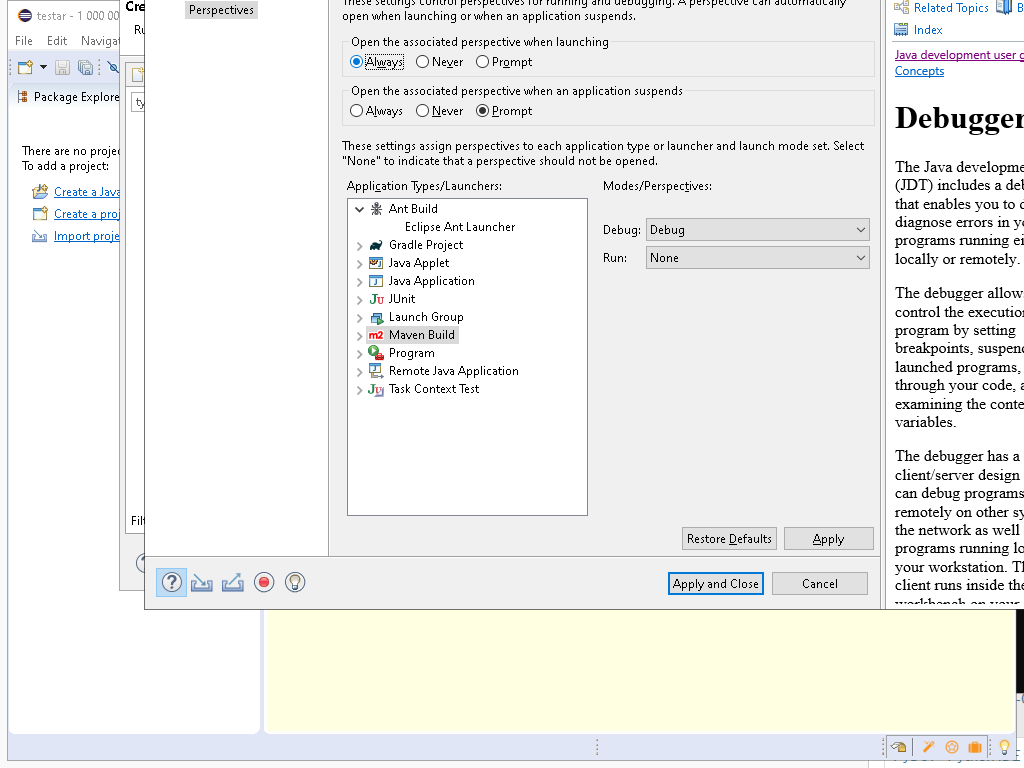 testar - 1 000 00
File Edit Navigat
Package Explore
There are no projec
To add a project:
Create a Java
Create a proj
Import proje
Cre
Ru
ty
Filt
Perspectives
These settings control perspectives for running and debugging. A perspective can automatically
open when launching or when an application suspends.
Open the associated perspective when launching
Always Never Prompt
Open the associated perspective when an application suspends
Always Never Prompt
These settings assign perspectives to each application type or launcher and launch mode set. Select
"None" to indicate that a perspective should not be opened.
Application Types/Launchers:
Ant Build
Eclipse Ant Launcher
Gradle Project
Java Applet
Java Application
JUnit
Launch Group
Maven Build
Program
Remote Java Application
Task Context Test
Modes/Perspectives:
Debug: Debug
Run: None
Restore Defaults Apply
Apply and Close Cancel
Related Topics B
Index
Java development user g
Concepts
Debugger
The Java developme
(JDT) includes a deb
that enables you to d
diagnose errors in yo
programs running ei
locally or remotely.
The debugger allows
control the execution
program by setting
breakpoints, suspend
launched programs,
through your code, a
examining the conte
variables.
The debugger has a
client/server design
can debug programs
remotely on other sy
the network as well
programs running lo
your workstation. Th
client runs inside the
workbench on your